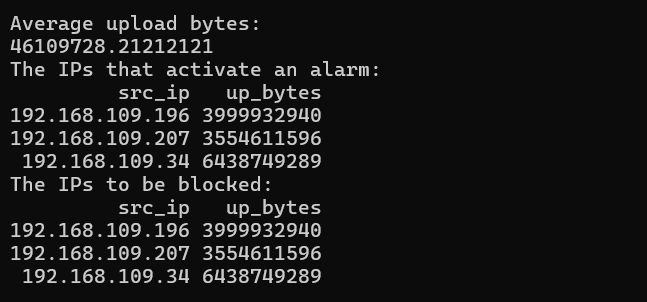 Average upload bytes:
46109728.21212121
The IPs that activate an alarm:
src_ip up_bytes
192.168.109.196 3999932940
192.168.109.207 3554611596
192.168.109.34 6438749289
The IPs to be blocked:
src_ip up_bytes
192.168.109.196 3999932940
192.168.109.207 3554611596
192.168.109.34 6438749289